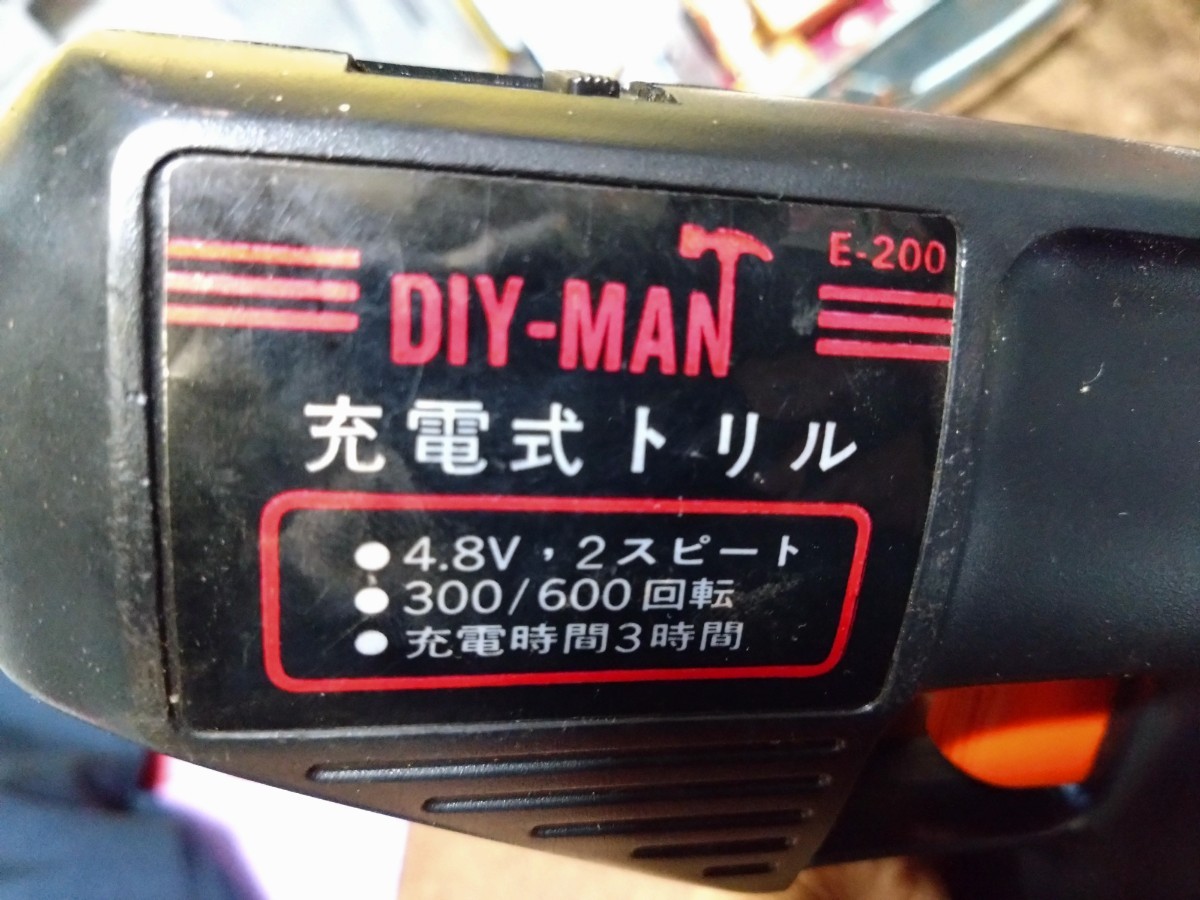 E-200
DIY-MAN
充電式トリル
●4.8V，2スピート
●300/600回転
●充電時間3時間